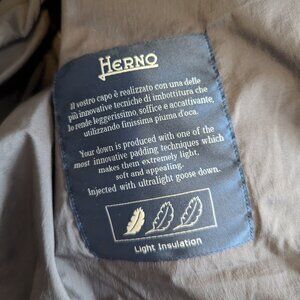 HERNO
Il vostro capo è realizzato con una delle
più innovative tecniche di imbottitura che
lo rende leggerissimo, soffice e accattivante,
utilizzando finissima piuma d'oca.
Your down is produced with one of the
most innovative padding techniques which
makes them extremely light,
soft and appealing.
Injected with ultralight goose down.
Light Insulation